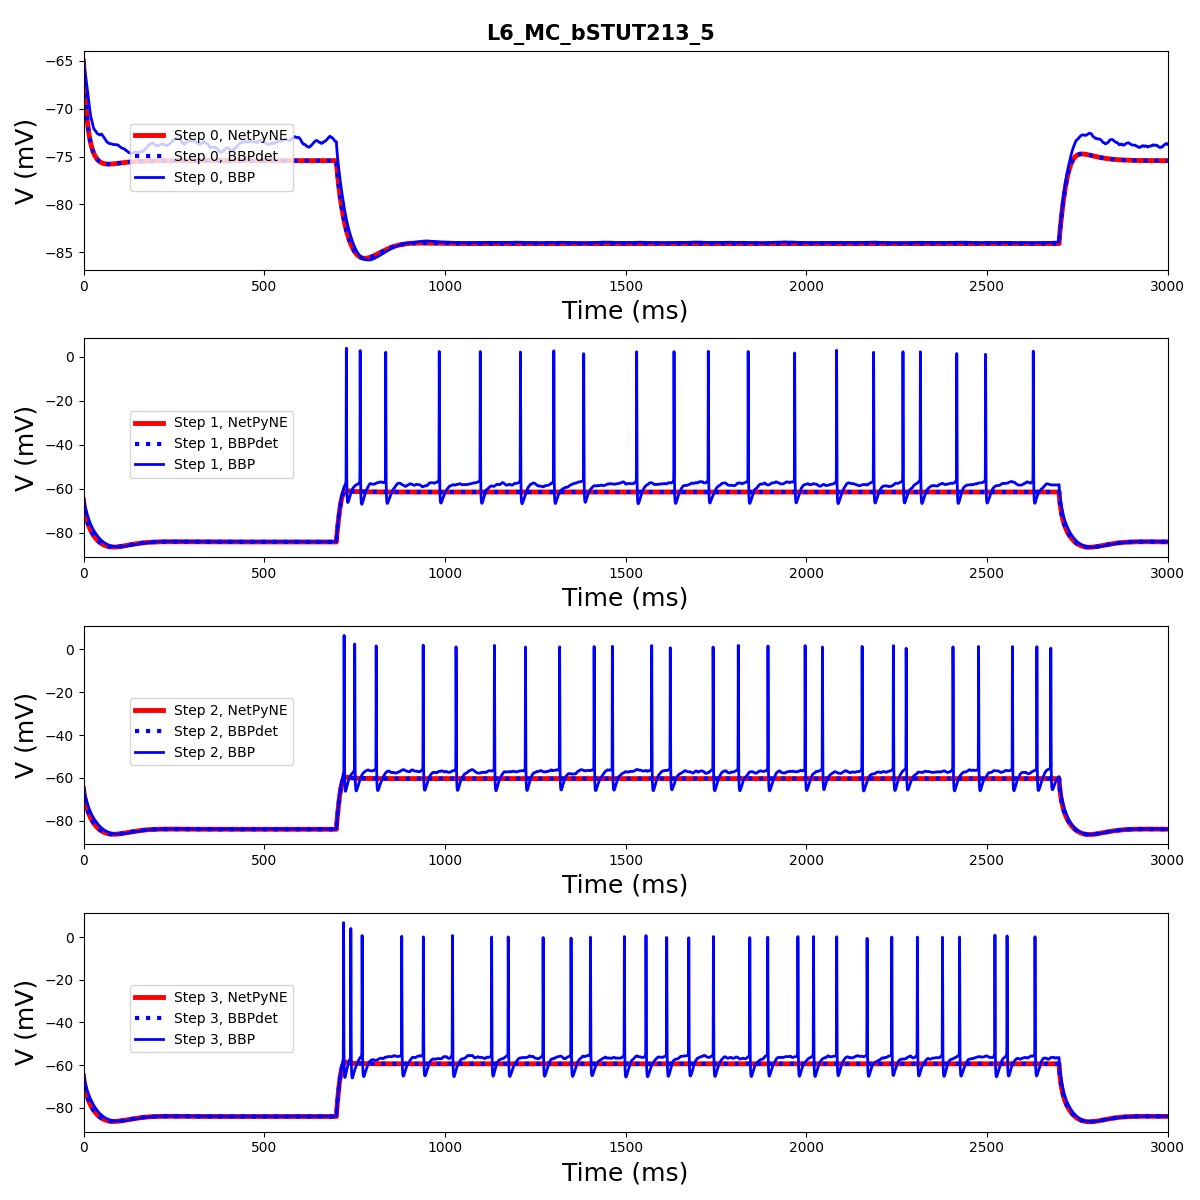 L6_MC_bSTUT213_5
V (mV)
−65
−70
−75
−80
−85
Step 0, NetPyNE
Step 0, BBPdet
Step 0, BBP
0 500 1000 1500 2000 2500 3000
Time (ms)
V (mV)
0
−20
−40
−60
−80
Step 1, NetPyNE
Step 1, BBPdet
Step 1, BBP
0 500 1000 1500 2000 2500 3000
Time (ms)
V (mV)
0
−20
−40
−60
−80
Step 2, NetPyNE
Step 2, BBPdet
Step 2, BBP
0 500 1000 1500 2000 2500 3000
Time (ms)
V (mV)
0
−20
−40
−60
−80
Step 3, NetPyNE
Step 3, BBPdet
Step 3, BBP
0 500 1000 1500 2000 2500 3000
Time (ms)